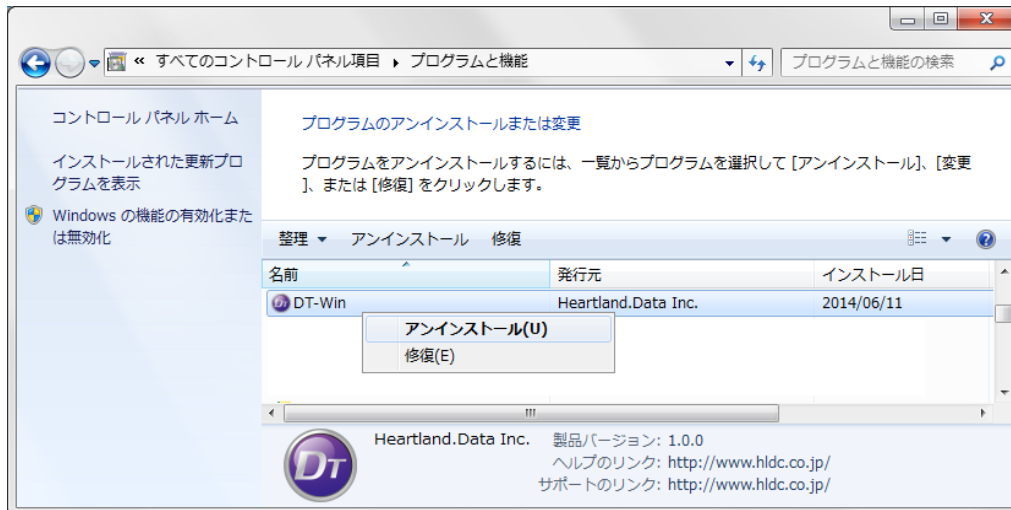 « すべてのコントロール パネル項目 ▸ プログラムと機能
プログラムと機能の検索
コントロール パネル ホーム
インストールされた更新プロ
グラムを表示
Windows の機能の有効化また
は無効化
プログラムのアンインストールまたは変更
プログラムをアンインストールするには、一覧からプログラムを選択して [アンインストール]、[変更
]、または [修復] をクリックします。
整理 ▼ アンインストール 修復
名前 発行元 インストール日
DT-Win Heartland.Data Inc. 2014/06/11
アンインストール(U)
修復(E)
DT
Heartland.Data Inc. 製品バージョン: 1.0.0
ヘルプのリンク: http://www.hldc.co.jp/
サポートのリンク: http://www.hldc.co.jp/